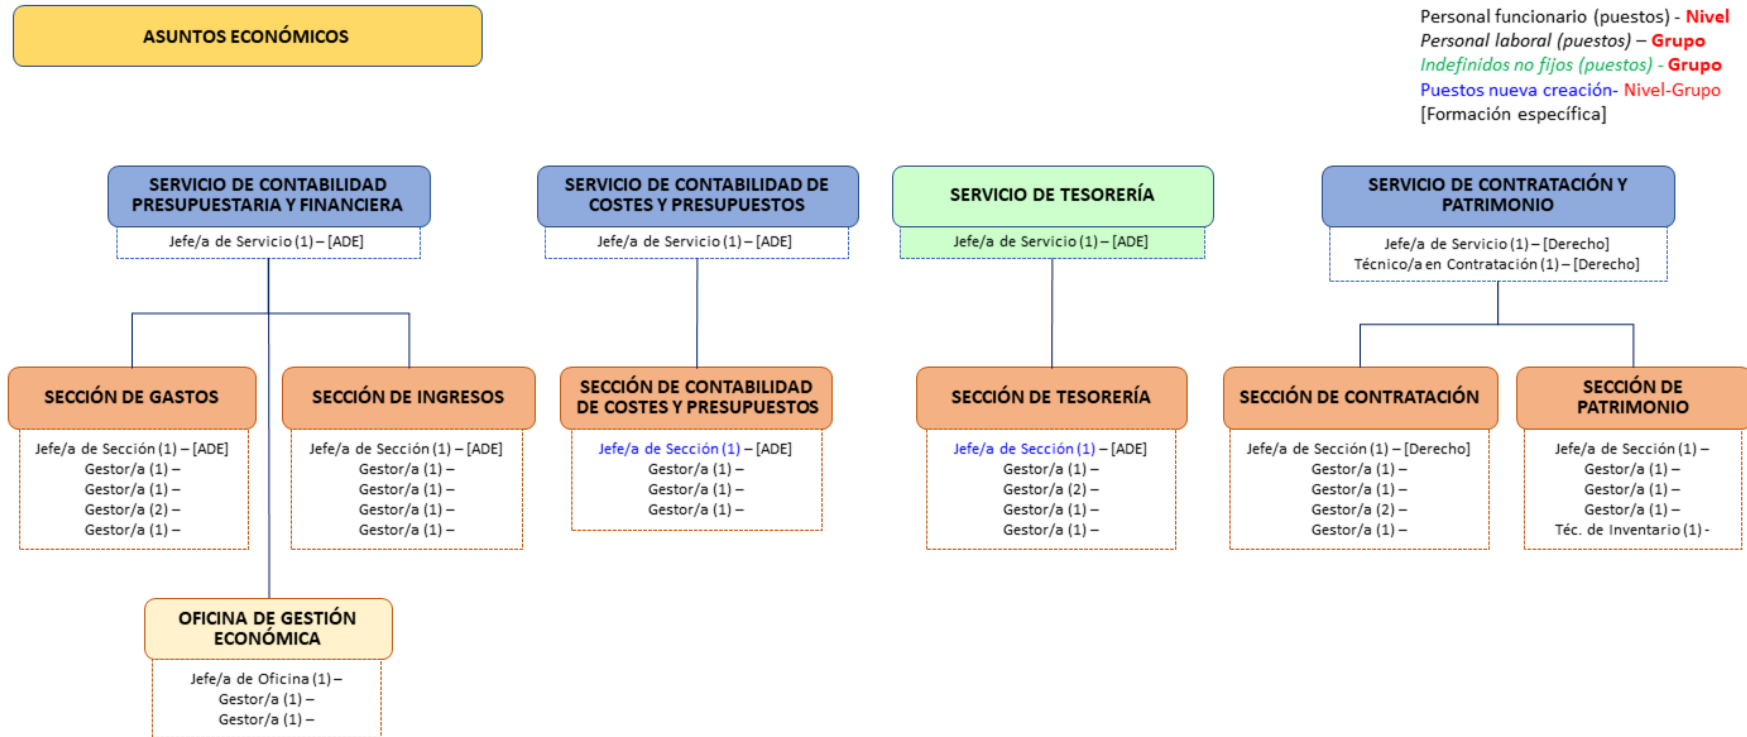 ASUNTOS ECONÓMICOS
Personal funcionario (puestos) - Nivel
Personal laboral (puestos) – Grupo
Indefinidos no fijos (puestos) - Grupo
Puestos nueva creación- Nivel-Grupo
[Formación específica]
SERVICIO DE CONTABILIDAD
PRESUPUESTARIA Y FINANCIERA
Jefe/a de Servicio (1) – [ADE]
SERVICIO DE CONTABILIDAD DE
COSTES Y PRESUPUESTOS
Jefe/a de Servicio (1) – [ADE]
SERVICIO DE TESORERÍA
Jefe/a de Servicio (1) – [ADE]
SERVICIO DE CONTRATACIÓN Y
PATRIMONIO
Jefe/a de Servicio (1) – [Derecho]
Técnico/a en Contratación (1) – [Derecho]
SECCIÓN DE GASTOS
Jefe/a de Sección (1) – [ADE]
Gestor/a (1) –
Gestor/a (1) –
Gestor/a (2) –
Gestor/a (1) –
SECCIÓN DE INGRESOS
Jefe/a de Sección (1) – [ADE]
Gestor/a (1) –
Gestor/a (1) –
Gestor/a (1) –
Gestor/a (1) –
SECCIÓN DE CONTABILIDAD
DE COSTES Y PRESUPUESTOS
Jefe/a de Sección (1) – [ADE]
Gestor/a (1) –
Gestor/a (1) –
Gestor/a (1) –
SECCIÓN DE TESORERÍA
Jefe/a de Sección (1) – [ADE]
Gestor/a (1) –
Gestor/a (2) –
Gestor/a (1) –
Gestor/a (1) –
SECCIÓN DE CONTRATACIÓN
Jefe/a de Sección (1) – [Derecho]
Gestor/a (1) –
Gestor/a (1) –
Gestor/a (2) –
Gestor/a (1) –
SECCIÓN DE
PATRIMONIO
Jefe/a de Sección (1) –
Gestor/a (1) –
Gestor/a (1) –
Gestor/a (1) –
Téc. de Inventario (1) -
OFICINA DE GESTIÓN
ECONÓMICA
Jefe/a de Oficina (1) –
Gestor/a (1) –
Gestor/a (1) –